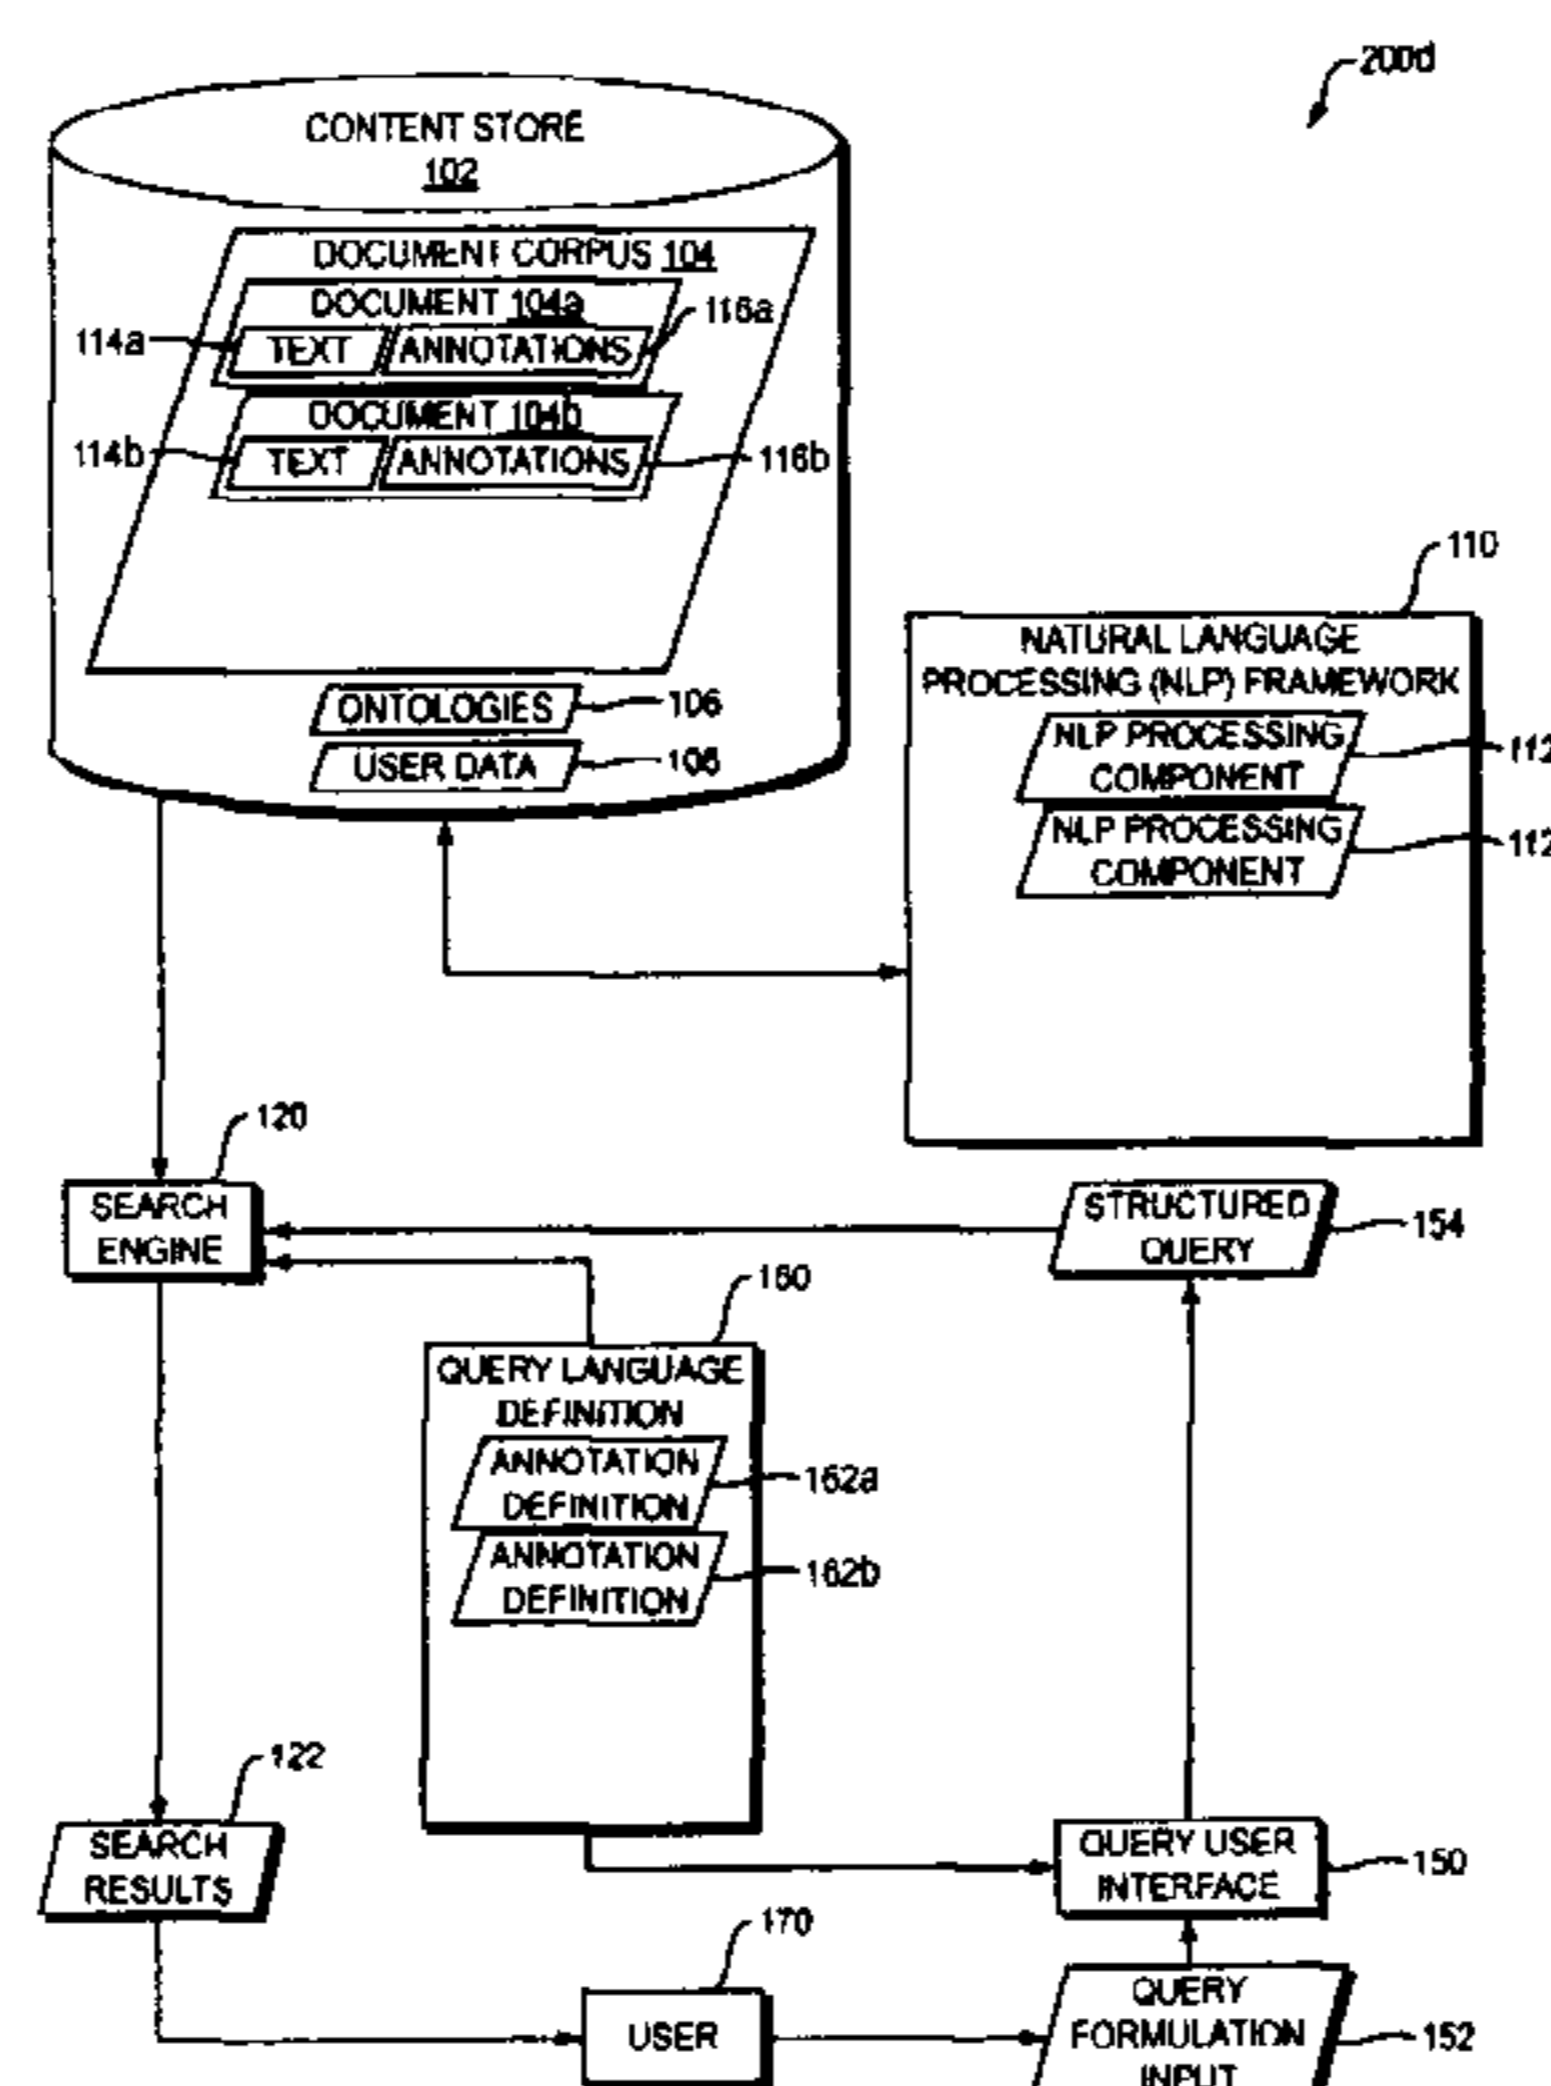 200d
CONTENT STORE
102
DOCUMENT CORPUS 104
DOCUMENT 104a
116a
114a
TEXT
ANNOTATIONS
DOCUMENT 104b
114b
TEXT
ANNOTATIONS
116b
110
NATURAL LANGUAGE
PROCESSING (NLP) FRAMEWORK
ONTOLOGIES
106
NLP PROCESSING
COMPONENT
112
USER DATA
NLP PROCESSING
COMPONENT
112
120
SEARCH
ENGINE
STRUCTURED
QUERY
154
160
QUERY LANGUAGE
DEFINITION
ANNOTATION
DEFINITION
162a
ANNOTATION
DEFINITION
162b
122
SEARCH
RESULTS
QUERY USER
INTERFACE
150
170
USER
QUERY
FORMULATION
INPUT
152